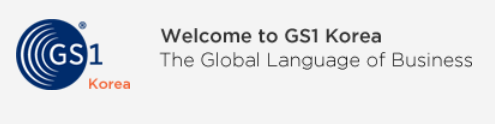 GS1
Korea
Welcome to GS1 Korea
The Global Language of Business